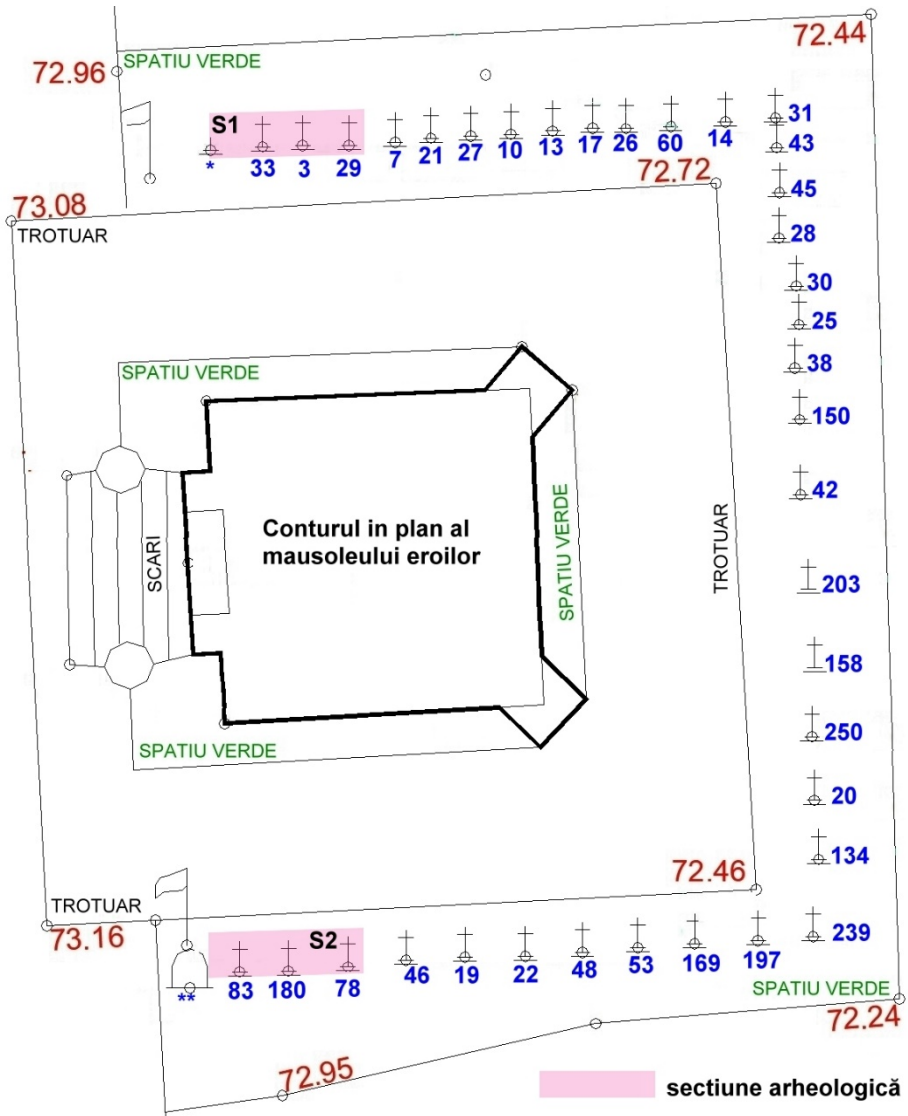 72.44
SPATIU VERDE
72.96
S1
* 33 3 29 7 21 27 10 13 17 26 60 14
31
43
45
28
30
25
38
150
42
203
158
250
20
134
239
72.72
73.08
TROTUAR
SPATIU VERDE
Conturul in plan al
mausoleului eroilor
SCARI
SPATIU VERDE
TROTUAR
SPATIU VERDE
72.46
TROTUAR
73.16
S2
** 83 180 78 46 19 22 48 53 169 197
SPATIU VERDE
72.24
72.95
sectiune arheologică